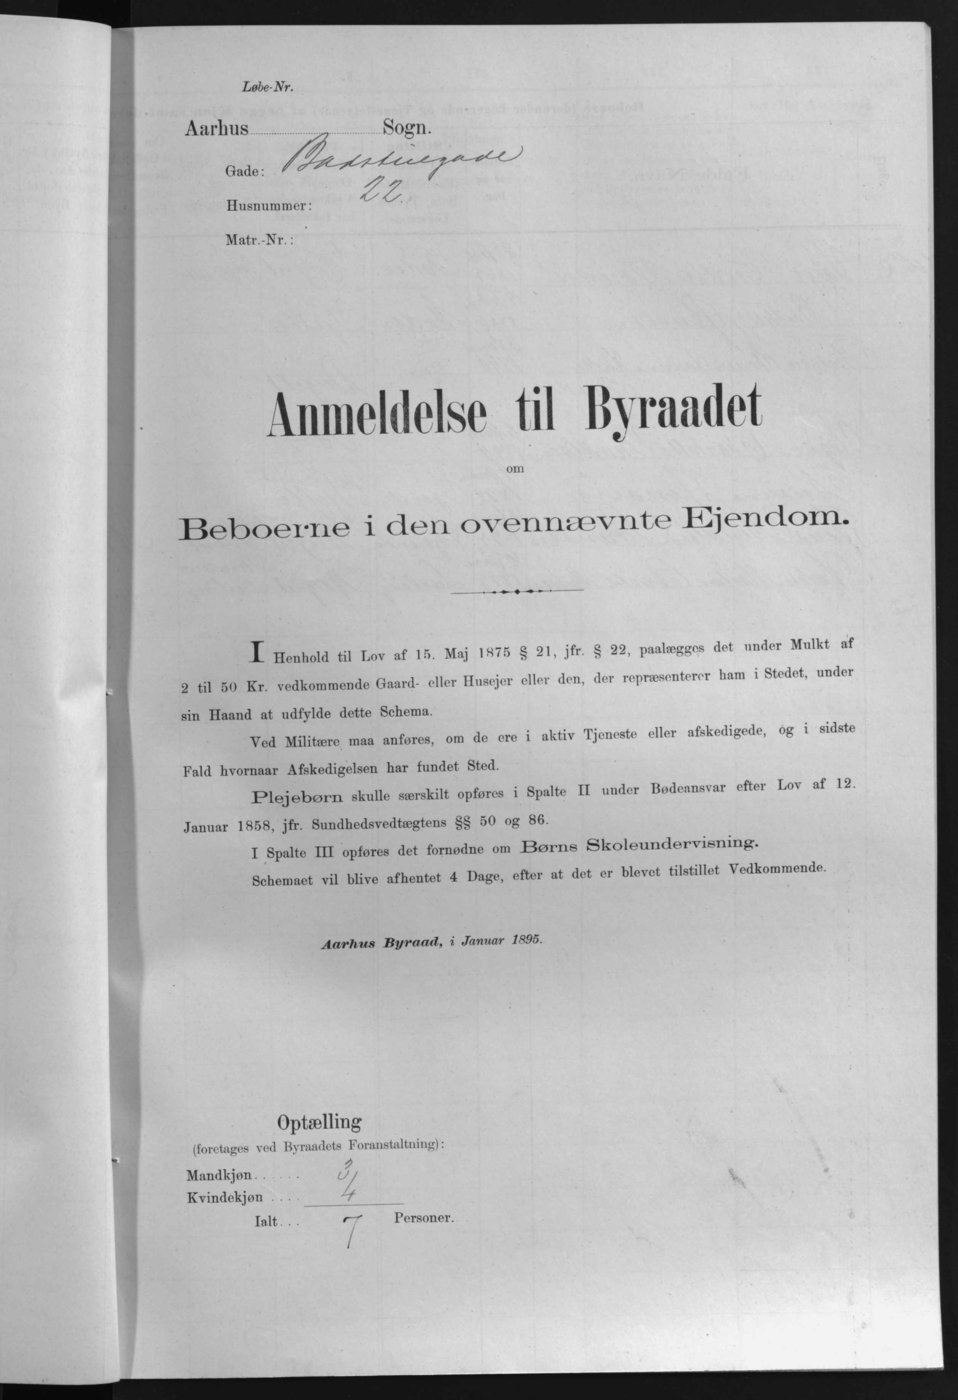 Løbe-Nr.
Aarhus Sogn.
Gade: Badstuegade
Husnummer: 22.
Matr.-Nr.:
Anmeldelse til Byraadet
om
Beboerne i den ovennævnte Ejendom.
I Henhold til Lov af 15. Maj 1875 § 21, jfr. § 22, paalægges det under Mulkt af
2 til 50 Kr. vedkommende Gaard- eller Husejer eller den, der repræsenterer ham i Stedet, under
sin Haand at udfylde dette Schema.
Ved Militære maa anføres, om de ere i aktiv Tjeneste eller afskedigede, og i sidste
Fald hvornaar Afskedigelsen har fundet Sted.
Plejebørn skulle særskilt opføres i Spalte II under Bødeansvar efter Lov af 12.
Januar 1858, jfr. Sundhedsvedtægtens §§ 50 og 86.
I Spalte III opføres det fornødne om Børns Skoleundervisning.
Schemaet vil blive afhentet 4 Dage, efter at det er blevet tilstillet Vedkommende.
Aarhus Byraad, i Januar 1895.
Optælling
(foretages ved Byraadets Foranstaltning):
Mandkjøn...... 3/
Kvindekjøn .... 4
Ialt... 7 Personer.